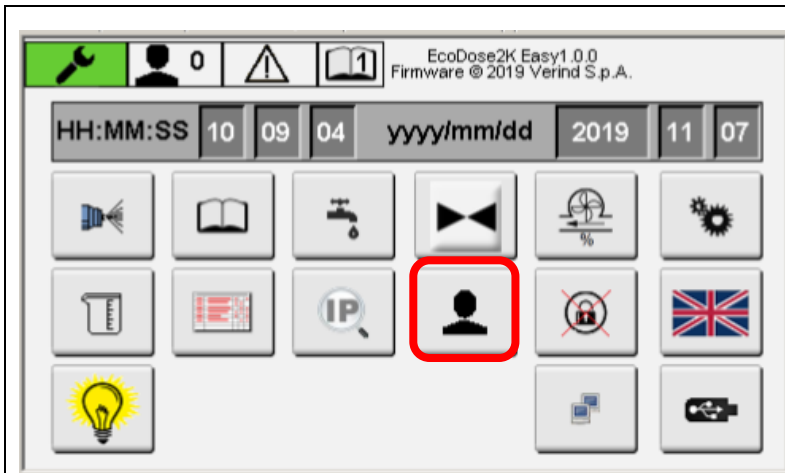 0
1
EcoDose2K Easy1.0.0
Firmware © 2019 Verind S.p.A.
HH:MM:SS 10 09 04 yyyy/mm/dd 2019 11 07
%
IP